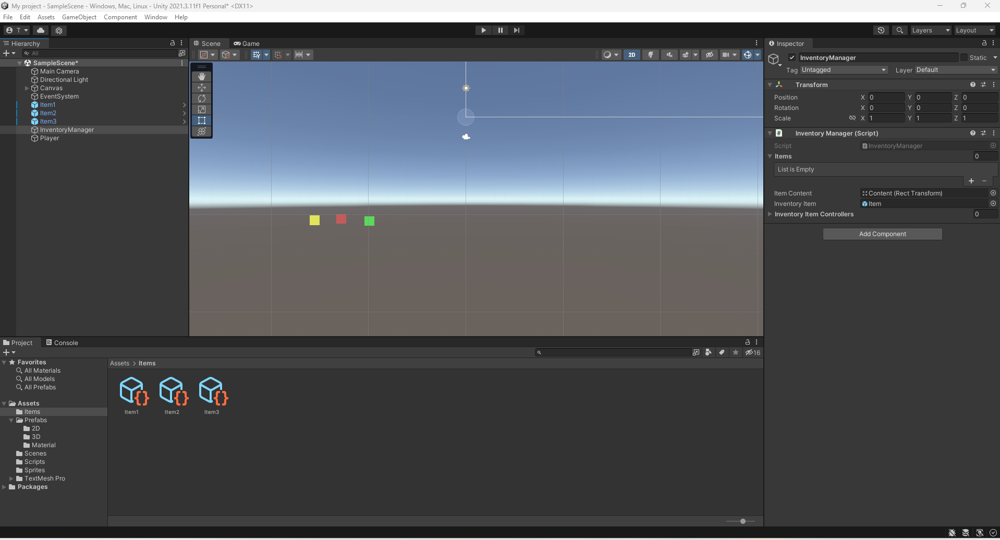 My project - SampleScene - Windows, Mac, Linux - Unity 2021.3.11f1 Personal* <DX11>
File Edit Assets GameObject Component Window Help
T
Layers Layout
Hierarchy
All
SampleScene*
Main Camera
Directional Light
Canvas
EventSystem
Item1
Item2
Item3
InventoryManager
Player
Scene Game
2D
Inspector
InventoryManager Static
Tag Untagged Layer Default
Transform
Position X 0 Y 0 Z 0
Rotation X 0 Y 0 Z 0
Scale X 1 Y 1 Z 1
# Inventory Manager (Script)
Script InventoryManager
Items 0
List is Empty
+ −
Item Content Content (Rect Transform)
Inventory Item Item
Inventory Item Controllers 0
Add Component
Project Console
16
Favorites
All Materials
All Models
All Prefabs
Assets
Items
Prefabs
2D
3D
Material
Scenes
Scripts
Sprites
TextMesh Pro
Packages
Assets > Items
Item1 Item2 Item3